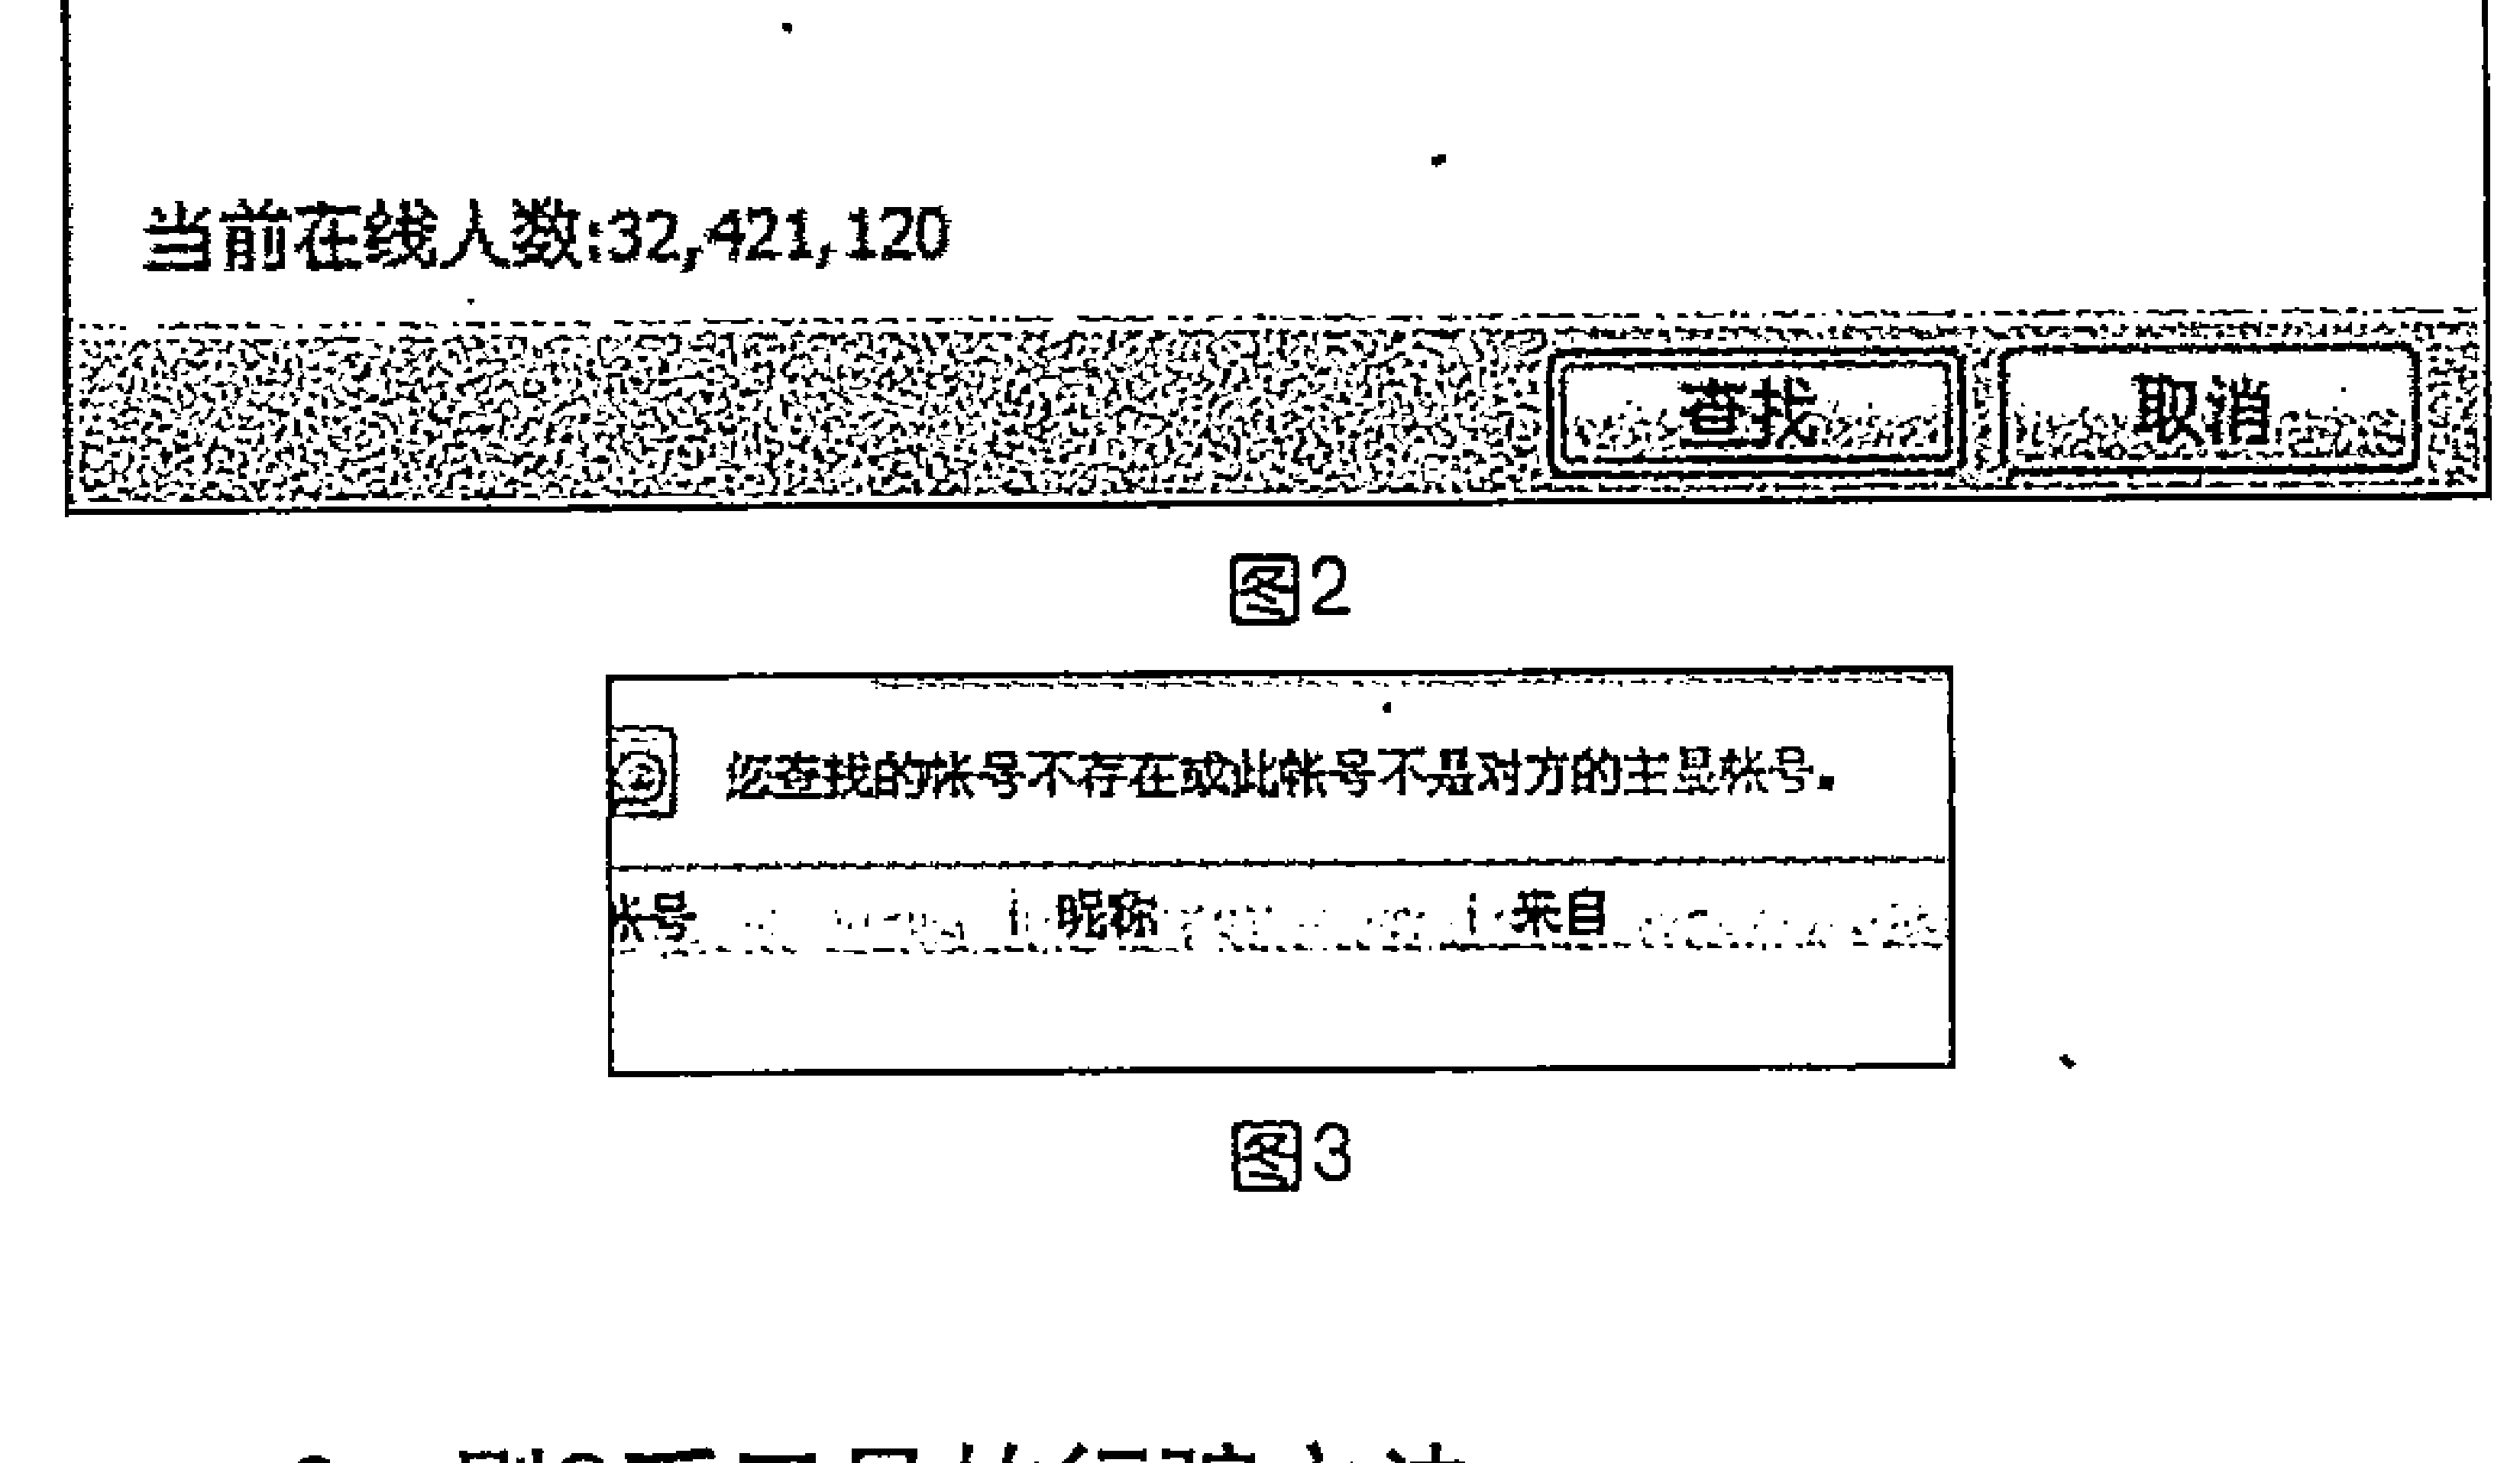 当前在线人数:32,421,120
查找 取消
图2
您查找的帐号不存在或此帐号不是对方的主显帐号。
帐号 昵称 来自
图3